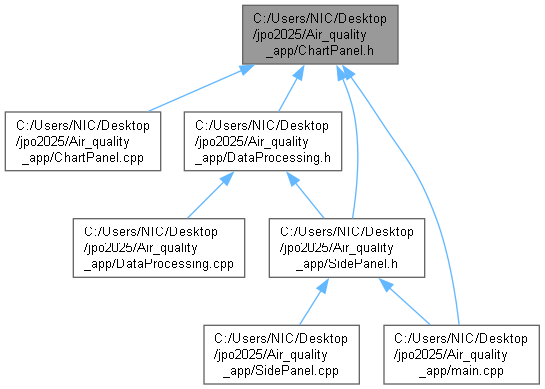 C:/Users/NIC/Desktop
/jpo2025/Air_quality
_app/ChartPanel.h
C:/Users/NIC/Desktop
/jpo2025/Air_quality
_app/ChartPanel.cpp
C:/Users/NIC/Desktop
/jpo2025/Air_quality
_app/DataProcessing.h
C:/Users/NIC/Desktop
/jpo2025/Air_quality
_app/DataProcessing.cpp
C:/Users/NIC/Desktop
/jpo2025/Air_quality
_app/SidePanel.h
C:/Users/NIC/Desktop
/jpo2025/Air_quality
_app/SidePanel.cpp
C:/Users/NIC/Desktop
/jpo2025/Air_quality
_app/main.cpp